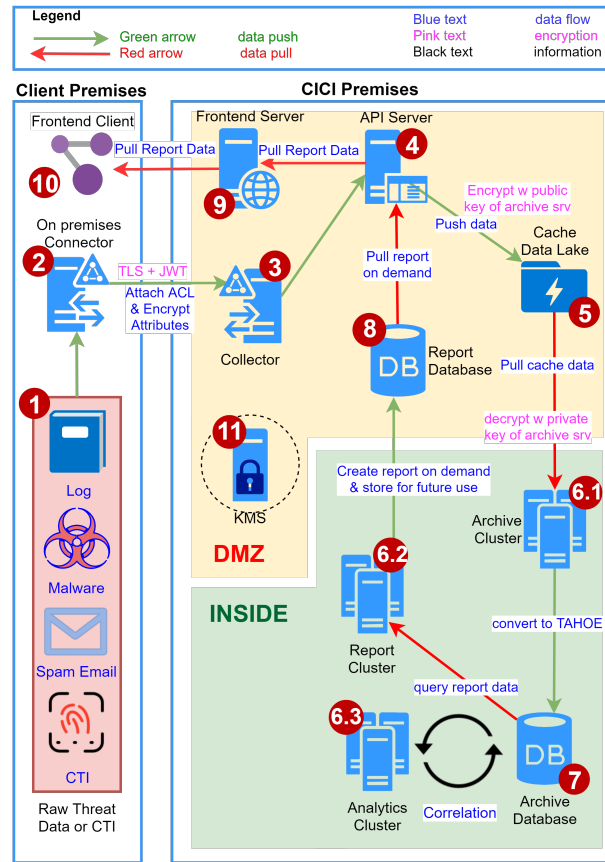 Legend
Green arrow data push
Red arrow data pull
Blue text data flow
Pink text encryption
Black text information
Client Premises
CICI Premises
Frontend Client
10
On premises
Connector
2
TLS + JWT
Attach ACL
& Encrypt
Attributes
1
Log
Malware
Spam Email
CTI
Raw Threat
Data or CTI
Frontend Server
9
Pull Report Data
Pull Report Data
API Server
4
3
Collector
Encrypt w public
key of archive srv
Push data
Cache
Data Lake
5
Pull report
on demand
8
DB
Report
Database
Pull cache data
decrypt w private
key of archive srv
11
KMS
DMZ
Create report on demand
& store for future use
6.1
Archive
Cluster
6.2
INSIDE
Report
Cluster
convert to TAHOE
query report data
6.3
Analytics
Cluster
Correlation
DB
7
Archive
Database